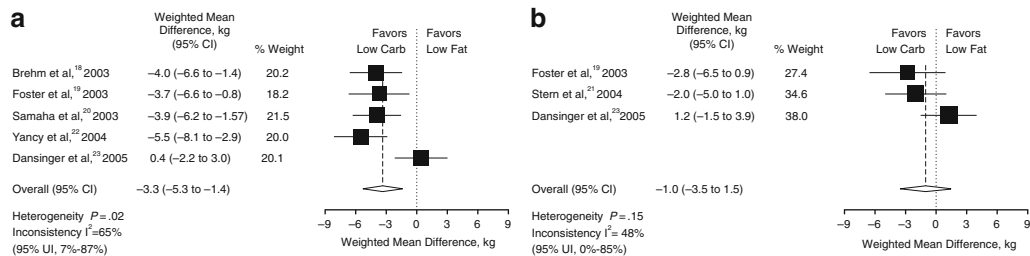 a
Weighted Mean
Difference, kg
(95% CI)
% Weight
Favors
Low Carb
Favors
Low Fat
Brehm et al,18 2003 −4.0 (−6.6 to −1.4) 20.2
Foster et al,19 2003 −3.7 (−6.6 to −0.8) 18.2
Samaha et al,20 2003 −3.9 (−6.2 to −1.57) 21.5
Yancy et al,22 2004 −5.5 (−8.1 to −2.9) 20.0
Dansinger et al,23 2005 0.4 (−2.2 to 3.0) 20.1
Overall (95% CI) −3.3 (−5.3 to −1.4)
Heterogeneity P=.02
Inconsistency I2=65%
(95% UI, 7%-87%)
−9 −6 −3 0 3 6 9
Weighted Mean Difference, kg
b
Weighted Mean
Difference, kg
(95% CI)
% Weight
Favors
Low Carb
Favors
Low Fat
Foster et al,19 2003 −2.8 (−6.5 to 0.9) 27.4
Stern et al,21 2004 −2.0 (−5.0 to 1.0) 34.6
Dansinger et al,23 2005 1.2 (−1.5 to 3.9) 38.0
Overall (95% CI) −1.0 (−3.5 to 1.5)
Heterogeneity P=.15
Inconsistency I2= 48%
(95% UI, 0%-85%)
−9 −6 −3 0 3 6 9
Weighted Mean Difference, kg